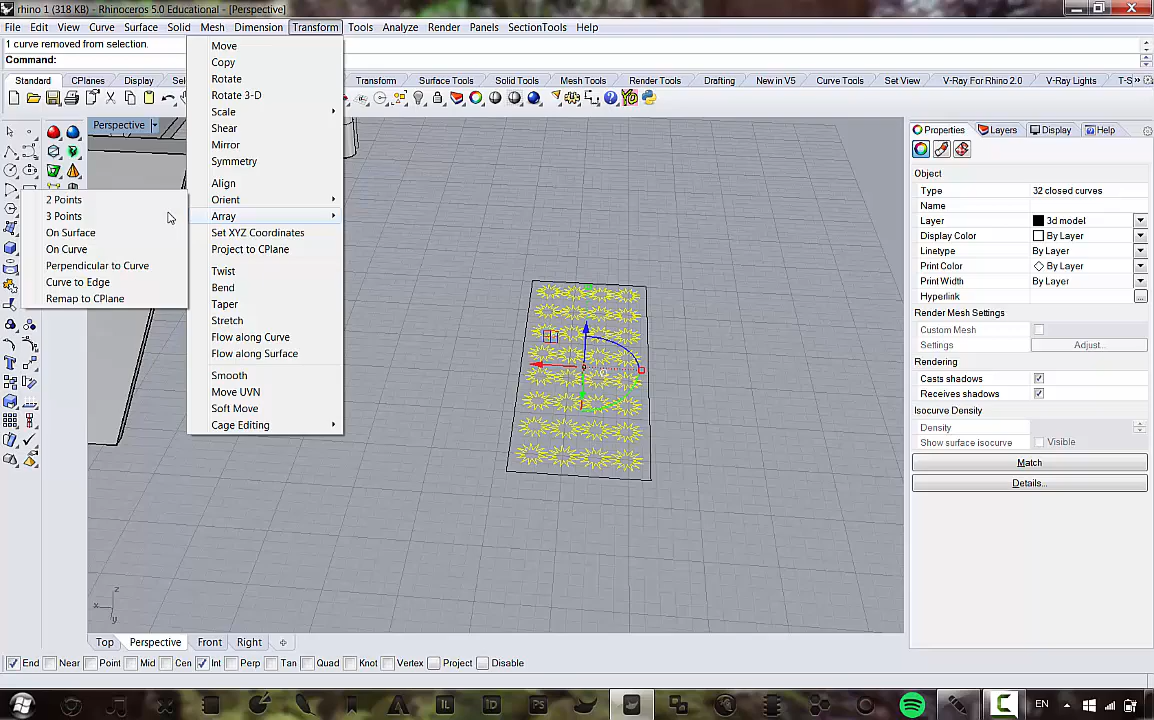 rhino 1 (318 KB) - Rhinoceros 5.0 Educational - [Perspective]
File Edit View Curve Surface Solid Mesh Dimension Transform Tools Analyze Render Panels SectionTools Help
1 curve removed from selection.
Command:
Standard CPlanes Display Transform Surface Tools Solid Tools Mesh Tools Render Tools Drafting New in V5 Curve Tools Set View V-Ray For Rhino 2.0 V-Ray Lights
Perspective
Move
Copy
Rotate
Rotate 3-D
Scale
Shear
Mirror
Symmetry
Align
Orient
Array
Set XYZ Coordinates
Project to CPlane
Twist
Bend
Taper
Stretch
Flow along Curve
Flow along Surface
Smooth
Move UVN
Soft Move
Cage Editing
2 Points
3 Points
On Surface
On Curve
Perpendicular to Curve
Curve to Edge
Remap to CPlane
Properties Layers Display Help
Object
Type 32 closed curves
Name
Layer 3d model
Display Color By Layer
Linetype By Layer
Print Color By Layer
Print Width By Layer
Hyperlink ...
Render Mesh Settings
Custom Mesh
Settings Adjust...
Rendering
Casts shadows
Receives shadows
Isocurve Density
Density
Show surface isocurve Visible
Match
Details...
z
x
y
Top Perspective Front Right
End Near Point Mid Cen Int Perp Tan Quad Knot Vertex Project Disable
IL ID PS EN